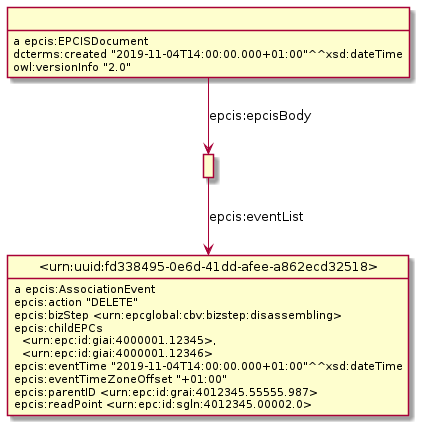 a epcis:EPCISDocument
dcterms:created "2019-11-04T14:00:00.000+01:00"^^xsd:dateTime
owl:versionInfo "2.0"
epcis:epcisBody
epcis:eventList
<urn:uuid:fd338495-0e6d-41dd-afee-a862ecd32518>
a epcis:AssociationEvent
epcis:action "DELETE"
epcis:bizStep <urn:epcglobal:cbv:bizstep:disassembling>
epcis:childEPCs
<urn:epc:id:giai:4000001.12345>,
<urn:epc:id:giai:4000001.12346>
epcis:eventTime "2019-11-04T14:00:00.000+01:00"^^xsd:dateTime
epcis:eventTimeZoneOffset "+01:00"
epcis:parentID <urn:epc:id:grai:4012345.55555.987>
epcis:readPoint <urn:epc:id:sgln:4012345.00002.0>